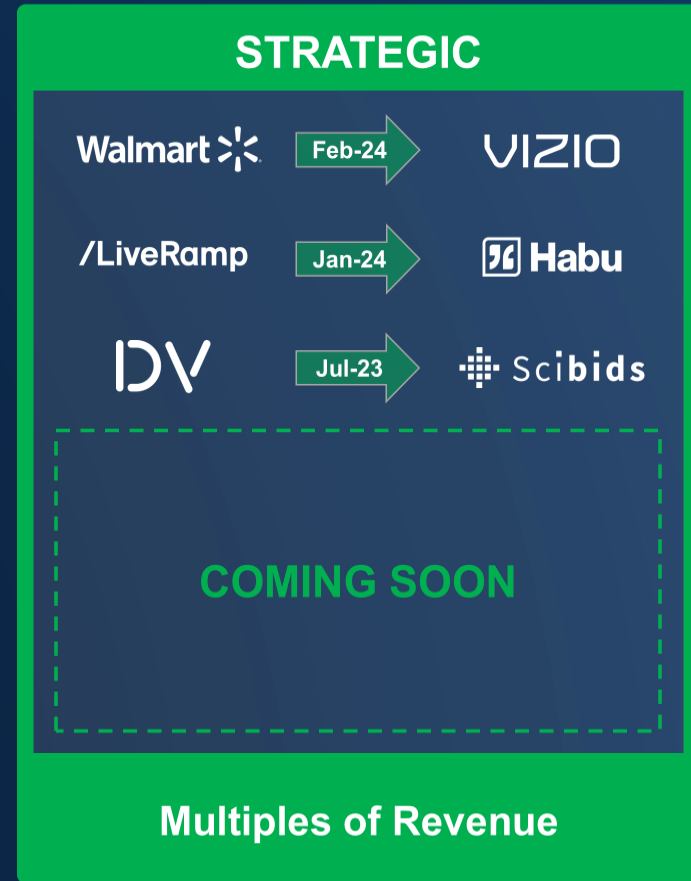 STRATEGIC
Walmart Feb-24 VIZIO
/LiveRamp Jan-24 Habu
DV Jul-23 Scibids
COMING SOON
Multiples of Revenue